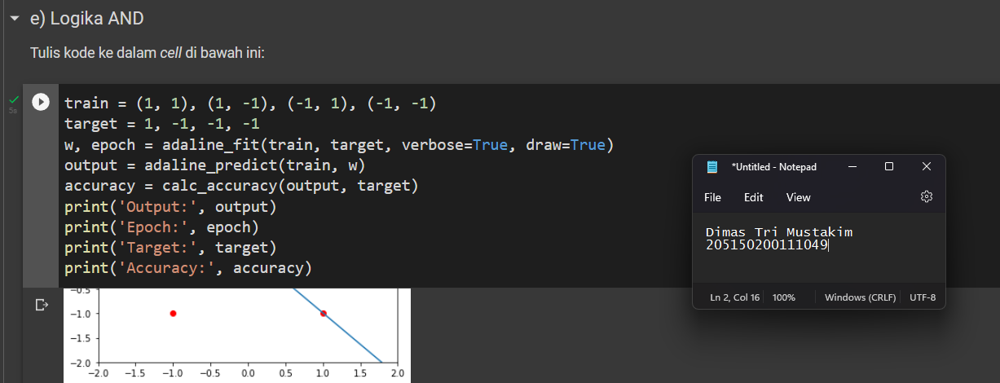 e) Logika AND
Tulis kode ke dalam cell di bawah ini:
5s
train = (1, 1), (1, -1), (-1, 1), (-1, -1)
target = 1, -1, -1, -1
w, epoch = adaline_fit(train, target, verbose=True, draw=True)
output = adaline_predict(train, w)
accuracy = calc_accuracy(output, target)
print('Output:', output)
print('Epoch:', epoch)
print('Target:', target)
print('Accuracy:', accuracy)
*Untitled - Notepad
File Edit View
Dimas Tri Mustakim
205150200111049
Ln 2, Col 16 100% Windows (CRLF) UTF-8
−0.5
−1.0
−1.5
−2.0
−2.0 −1.5 −1.0 −0.5 0.0 0.5 1.0 1.5 2.0